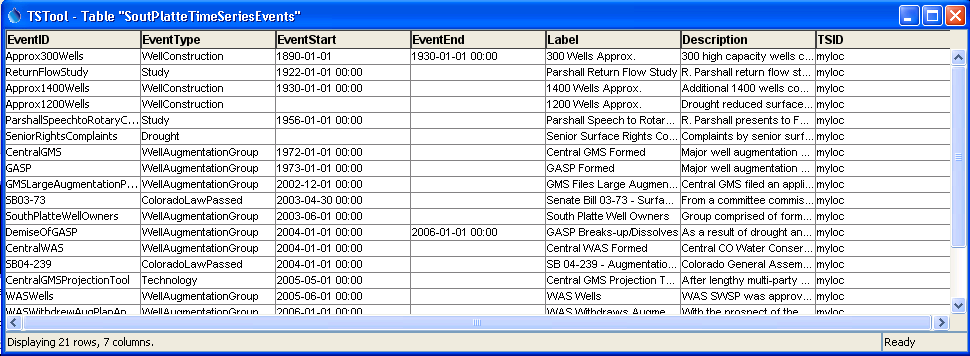 TSTool - Table "SoutPlatteTimeSeriesEvents"
EventID EventType EventStart EventEnd Label Description TSID
Approx300Wells WellConstruction 1890-01-01 1930-01-01 00:00 300 Wells Approx. 300 high capacity wells c... myloc
ReturnFlowStudy Study 1922-01-01 00:00 Parshall Return Flow Study R. Parshall return flow st... myloc
Approx1400Wells WellConstruction 1930-01-01 00:00 1400 Wells Approx. Additional 1400 wells co... myloc
Approx1200Wells WellConstruction 1200 Wells Approx. Drought reduced surface... myloc
ParshallSpeechtoRotaryC... Study 1956-01-01 00:00 Parshall Speech to Rotar... R. Parshall presents to F... myloc
SeniorRightsComplaints Drought Senior Surface Rights Co... Complaints by senior surf... myloc
CentralGMS WellAugmentationGroup 1972-01-01 00:00 Central GMS Formed Major well augmentation ... myloc
GASP WellAugmentationGroup 1973-01-01 00:00 GASP Formed Major well augmentation ... myloc
GMSLargeAugmentationP... WellAugmentationGroup 2002-12-01 00:00 GMS Files Large Augmen... Central GMS filed an appli... myloc
SB03-73 ColoradoLawPassed 2003-04-30 00:00 Senate Bill 03-73 - Surfa... From a committee commis... myloc
SouthPlatteWellOwners WellAugmentationGroup 2003-06-01 00:00 South Platte Well Owners Group comprised of form... myloc
DemiseOfGASP WellAugmentationGroup 2004-01-01 00:00 2006-01-01 00:00 GASP Breaks-up/Dissolves As a result of drought an... myloc
CentralWAS WellAugmentationGroup 2004-01-01 00:00 Central WAS Formed Central CO Water Conser... myloc
SB04-239 ColoradoLawPassed 2004-01-01 00:00 SB 04-239 - Augmentatio... Colorado General Assem... myloc
CentralGMSProjectionTool Technology 2005-05-01 00:00 Central GMS Projection T... After lengthy multi-party ... myloc
WASWells WellAugmentationGroup 2005-06-01 00:00 WAS Wells WAS SWSP was approv... myloc
WASWithdrewAugPlanAp... WellAugmentationGroup 2006-01-01 00:00 WAS Withdraws Augme... With the prospect of the ... myloc
Displaying 21 rows, 7 columns. Ready